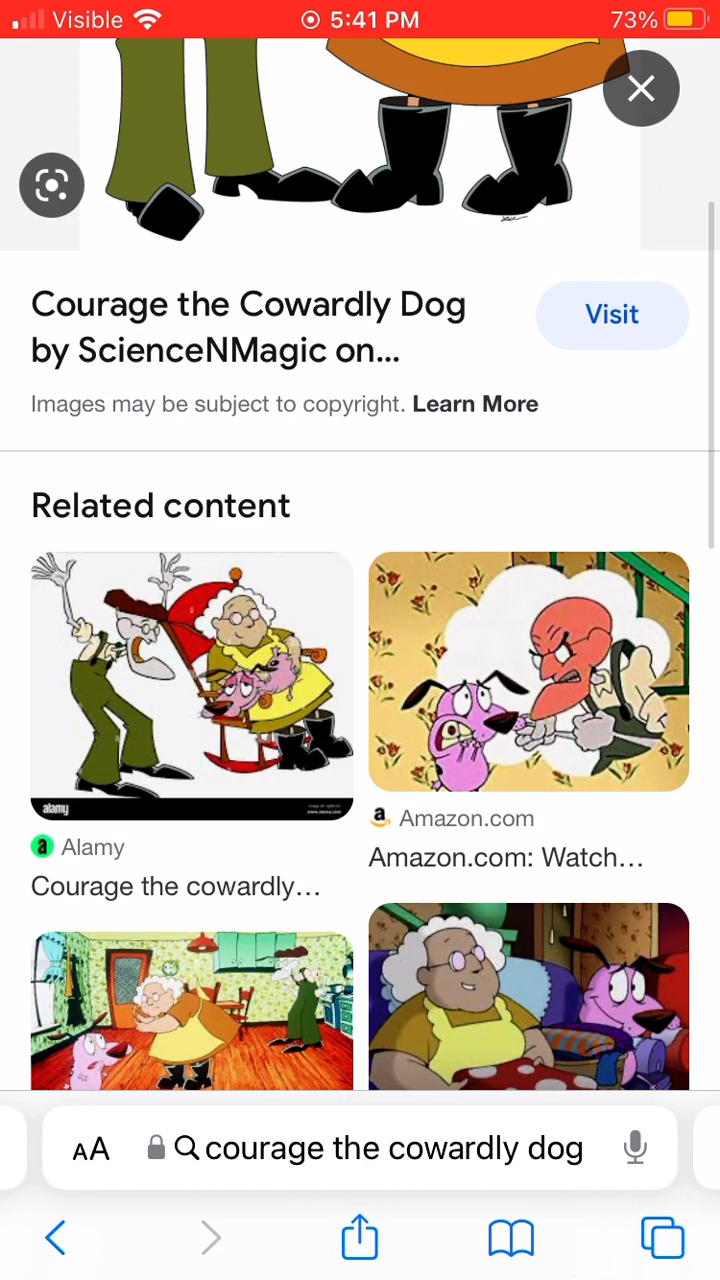 Visible 5:41 PM 73%
Courage the Cowardly Dog
by ScienceNMagic on...
Visit
Images may be subject to copyright. Learn More
Related content
alamy
a Alamy
Courage the cowardly...
a Amazon.com
Amazon.com: Watch...
AA courage the cowardly dog